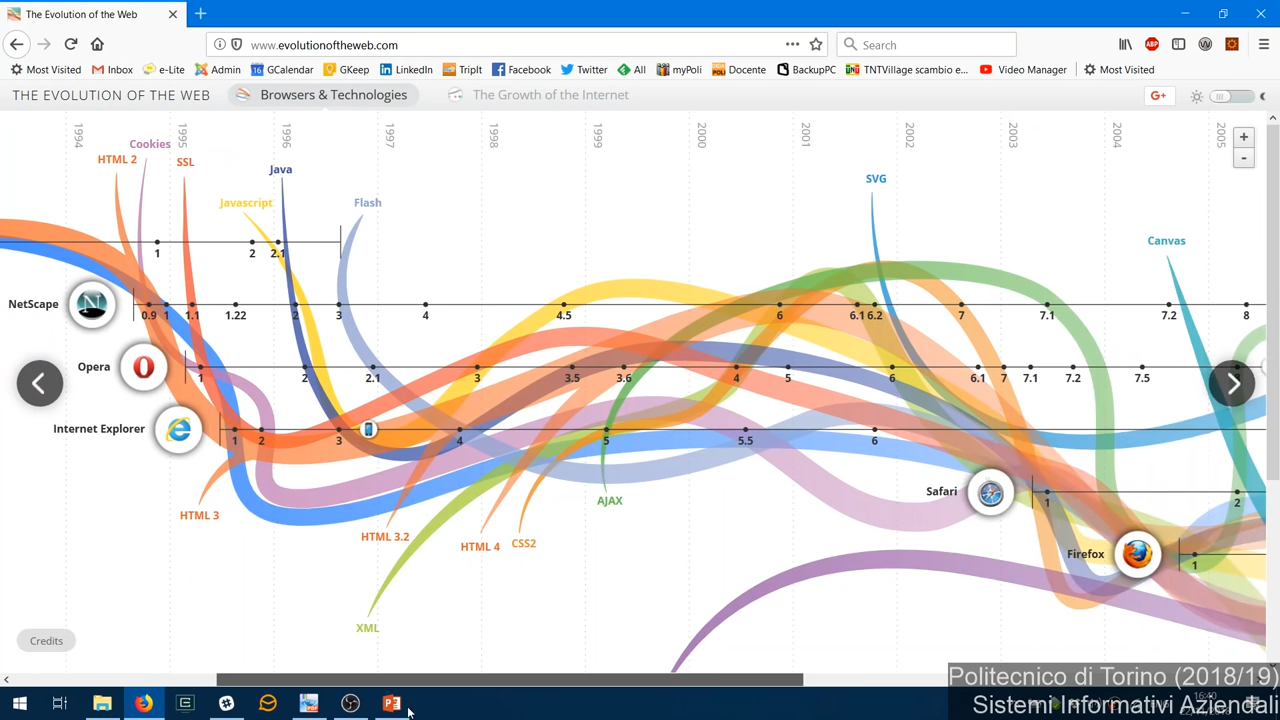 The Evolution of the Web
www.evolutionoftheweb.com
Search
ABP
Most Visited
Inbox
e-Lite
Admin
GCalendar
GKeep
LinkedIn
TripIt
Facebook
Twitter
All
myPoli
Docente
BackupPC
TNTVillage scambio e...
Video Manager
Most Visited
THE EVOLUTION OF THE WEB
Browsers & Technologies
The Growth of the Internet
G+
1994
1995
1996
1997
1998
1999
2000
2001
2002
2003
2004
2005
+
-
Cookies
HTML 2
SSL
Java
Javascript
Flash
SVG
Canvas
1 2 2.1
NetScape
0.9 1 1.1 1.22 2 3 4 4.5 6 6.1 6.2 7 7.1 7.2 8
Opera
1 2 2.1 3 3.5 3.6 4 5 6 6.1 7 7.1 7.2 7.5
Internet Explorer
1 2 3 4 5 5.5 6
Safari
1 2
AJAX
HTML 3
HTML 3.2
HTML 4
CSS2
Firefox
1
XML
Credits
Politecnico di Torino (2018/19)
Sistemi Informativi Aziendali
16:40